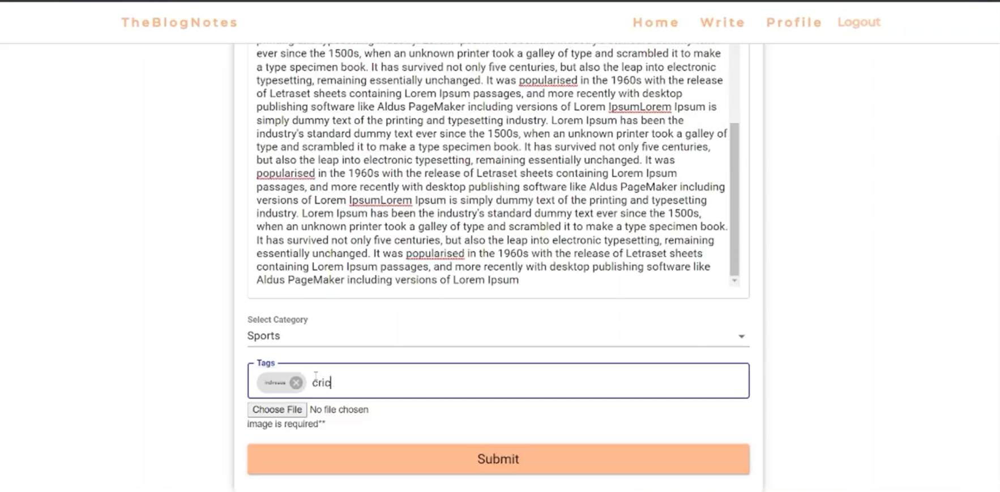 TheBlogNotes
Home Write Profile Logout
ever since the 1500s, when an unknown printer took a galley of type and scrambled it to make
a type specimen book. It has survived not only five centuries, but also the leap into electronic
typesetting, remaining essentially unchanged. It was popularised in the 1960s with the release
of Letraset sheets containing Lorem Ipsum passages, and more recently with desktop
publishing software like Aldus PageMaker including versions of Lorem IpsumLorem Ipsum is
simply dummy text of the printing and typesetting industry. Lorem Ipsum has been the
industry's standard dummy text ever since the 1500s, when an unknown printer took a galley of
type and scrambled it to make a type specimen book. It has survived not only five centuries,
but also the leap into electronic typesetting, remaining essentially unchanged. It was
popularised in the 1960s with the release of Letraset sheets containing Lorem Ipsum
passages, and more recently with desktop publishing software like Aldus PageMaker including
versions of Lorem IpsumLorem Ipsum is simply dummy text of the printing and typesetting
industry. Lorem Ipsum has been the industry's standard dummy text ever since the 1500s,
when an unknown printer took a galley of type and scrambled it to make a type specimen book.
It has survived not only five centuries, but also the leap into electronic typesetting, remaining
essentially unchanged. It was popularised in the 1960s with the release of Letraset sheets
containing Lorem Ipsum passages, and more recently with desktop publishing software like
Aldus PageMaker including versions of Lorem Ipsum
Select Category
Sports
Tags
cric
Choose File No file chosen
image is required**
Submit